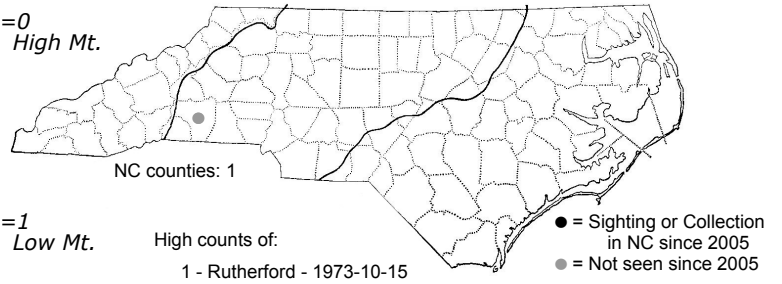 =0
High Mt.
NC counties: 1
=1
Low Mt.
High counts of:
1 - Rutherford - 1973-10-15
= Sighting or Collection
in NC since 2005
= Not seen since 2005